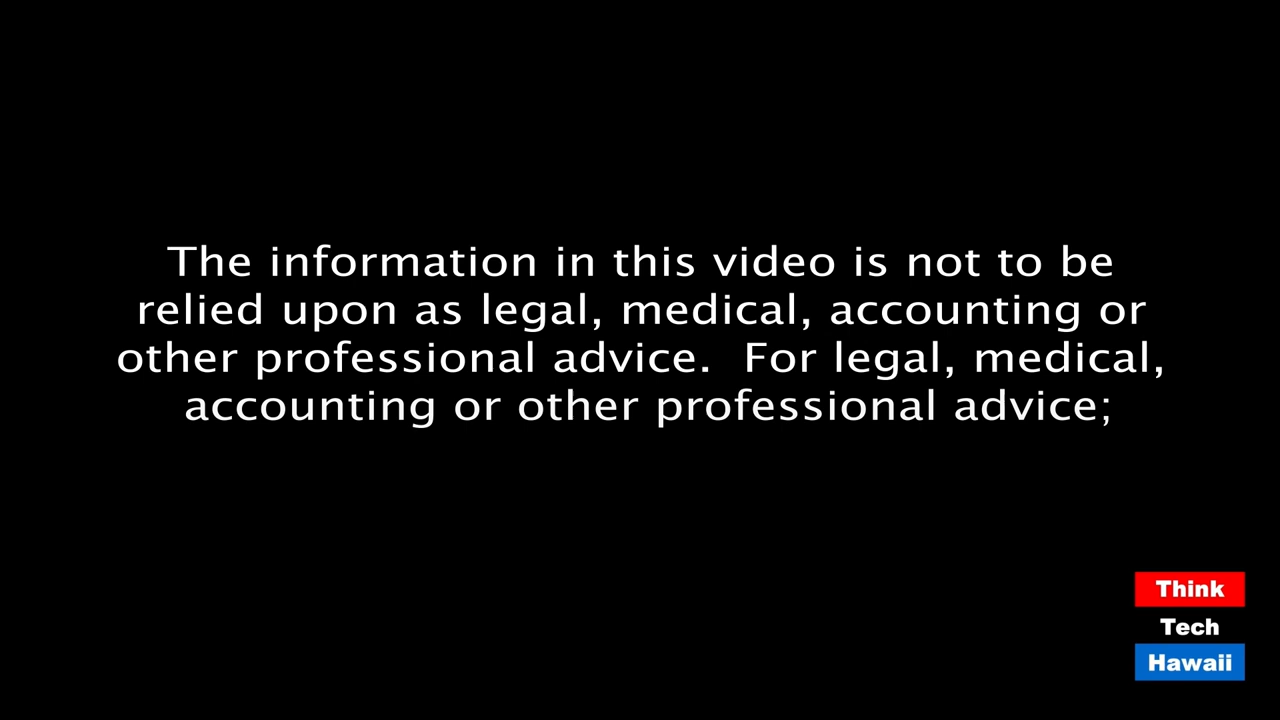 The information in this video is not to be
relied upon as legal, medical, accounting or
other professional advice.  For legal, medical,
accounting or other professional advice;
Think
Tech
Hawaii